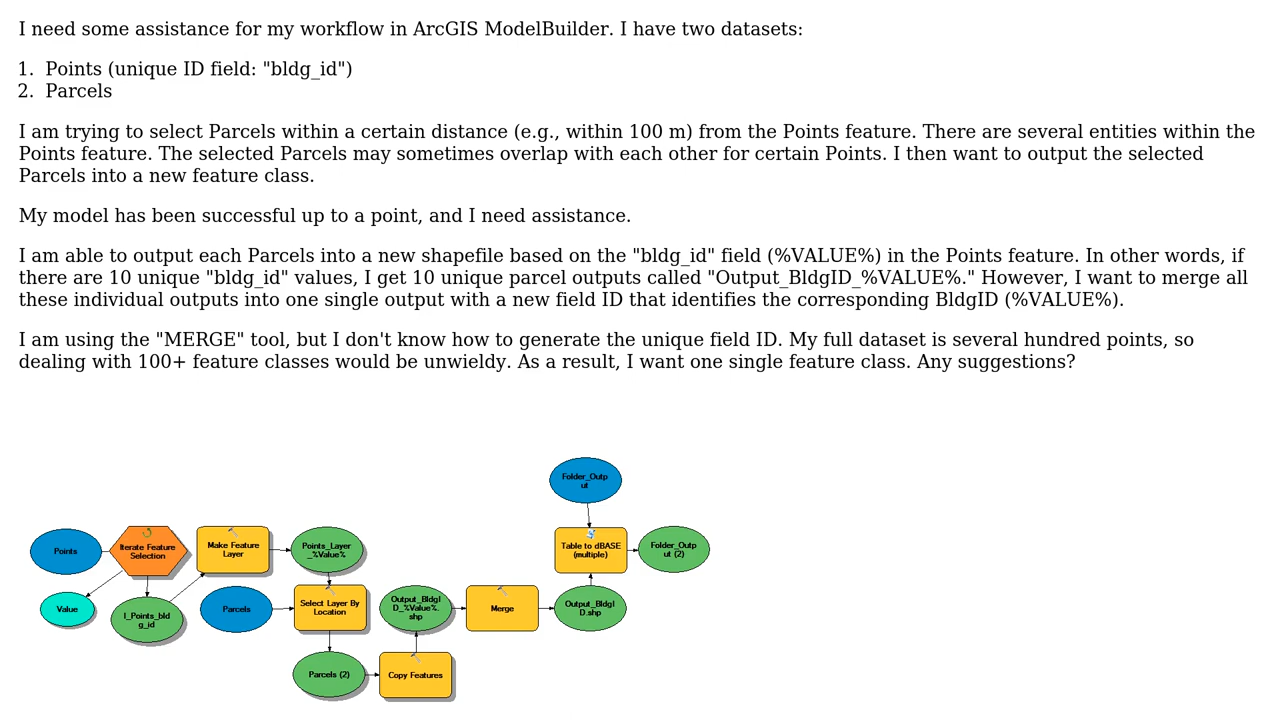 I need some assistance for my workflow in ArcGIS ModelBuilder. I have two datasets:
1. Points (unique ID field: "bldg_id")
2. Parcels
I am trying to select Parcels within a certain distance (e.g., within 100 m) from the Points feature. There are several entities within the
Points feature. The selected Parcels may sometimes overlap with each other for certain Points. I then want to output the selected
Parcels into a new feature class.
My model has been successful up to a point, and I need assistance.
I am able to output each Parcels into a new shapefile based on the "bldg_id" field (%VALUE%) in the Points feature. In other words, if
there are 10 unique "bldg_id" values, I get 10 unique parcel outputs called "Output_BldgID_%VALUE%." However, I want to merge all
these individual outputs into one single output with a new field ID that identifies the corresponding BldgID (%VALUE%).
I am using the "MERGE" tool, but I don't know how to generate the unique field ID. My full dataset is several hundred points, so
dealing with 100+ feature classes would be unwieldy. As a result, I want one single feature class. Any suggestions?
Folder_Outp
ut
Points
Iterate Feature
Selection
Make Feature
Layer
Points_Layer
_%Value%
Table to dBASE
(multiple)
Folder_Outp
ut (2)
Value
I_Points_bld
g_id
Parcels
Select Layer By
Location
Output_BldgI
D_%Value%.
shp
Merge
Output_BldgI
D.shp
Parcels (2)
Copy Features